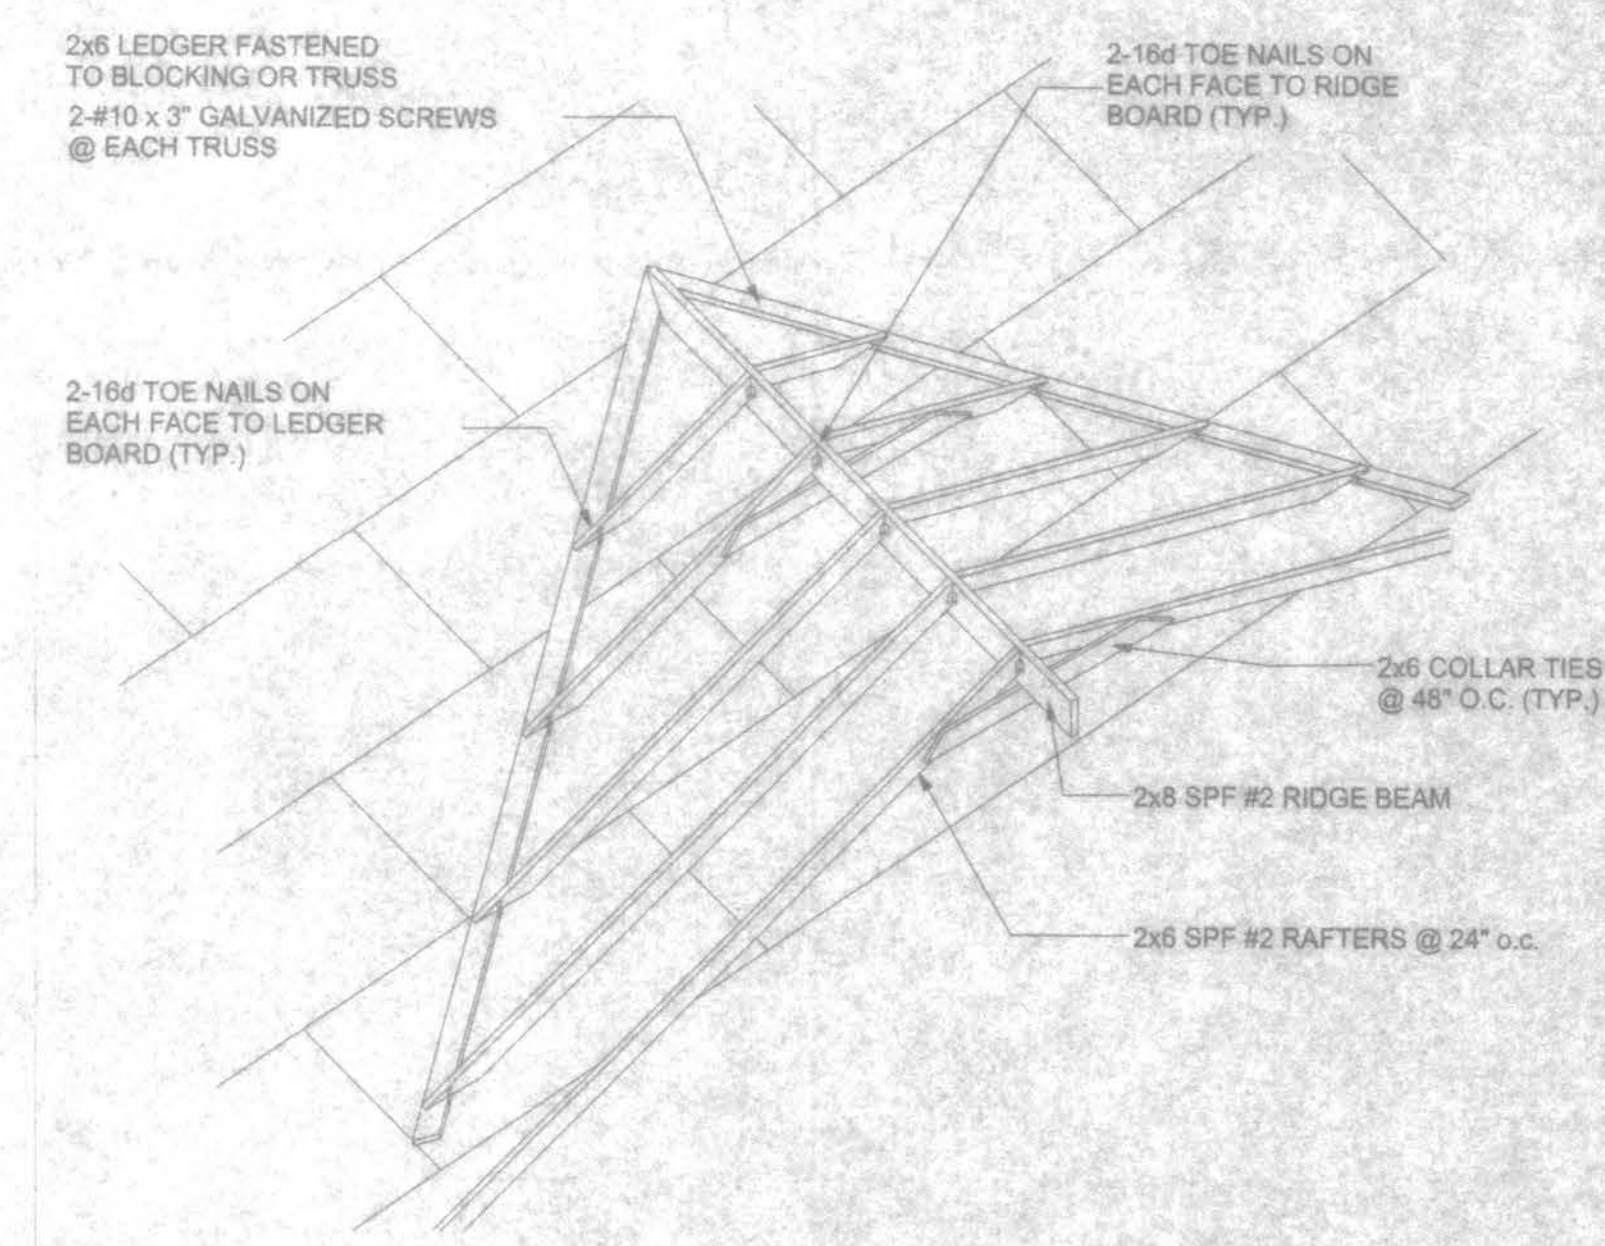 2x6 LEDGER FASTENED
TO BLOCKING OR TRUSS
2-#10 x 3" GALVANIZED SCREWS
@ EACH TRUSS
2-16d TOE NAILS ON
EACH FACE TO RIDGE
BOARD (TYP.)
2-16d TOE NAILS ON
EACH FACE TO LEDGER
BOARD (TYP.)
2x6 COLLAR TIES
@ 48" O.C. (TYP.)
2x8 SPF #2 RIDGE BEAM
2x6 SPF #2 RAFTERS @ 24" o.c.